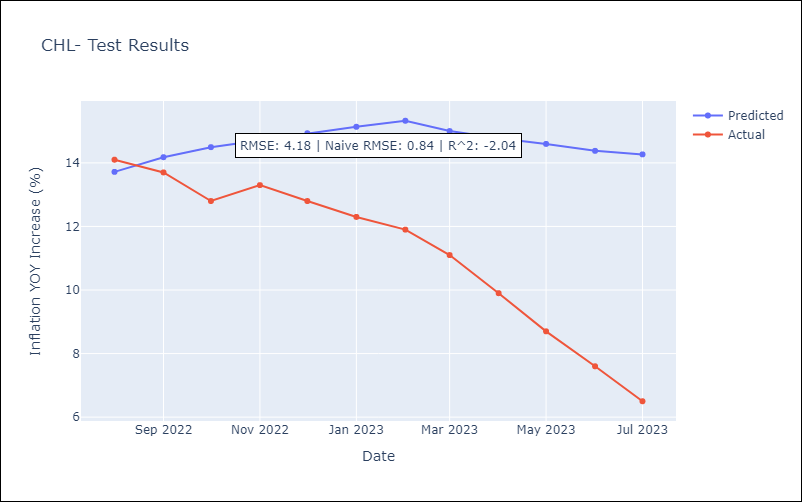 CHL- Test Results
Predicted
Actual
RMSE: 4.18 | Naive RMSE: 0.84 | R^2: -2.04
14
12
10
8
6
Inflation YOY Increase (%)
Sep 2022
Nov 2022
Jan 2023
Mar 2023
May 2023
Jul 2023
Date